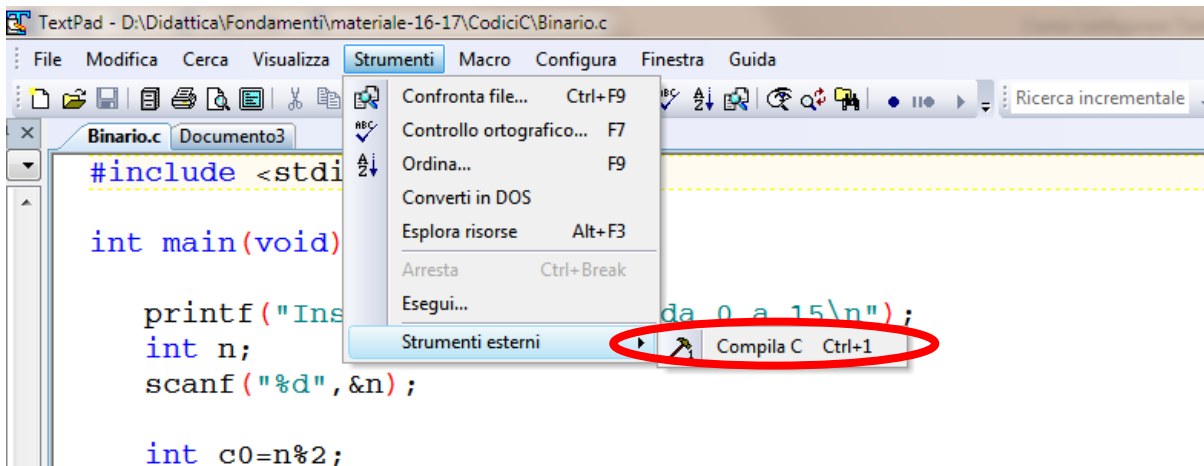 TextPad - D:\Didattica\Fondamenti\materiale-16-17\CodiciC\Binario.c
File Modifica Cerca Visualizza Strumenti Macro Configura Finestra Guida
Ricerca incrementale
Binario.c Documento3
Confronta file... Ctrl+F9
Controllo ortografico... F7
Ordina... F9
Converti in DOS
Esplora risorse Alt+F3
Arresta Ctrl+Break
Esegui...
Strumenti esterni
Compila C Ctrl+1
#include <stdi
int main(void)
printf("Ins da 0 a 15\n");
int n;
scanf("%d",&n);
int c0=n%2;